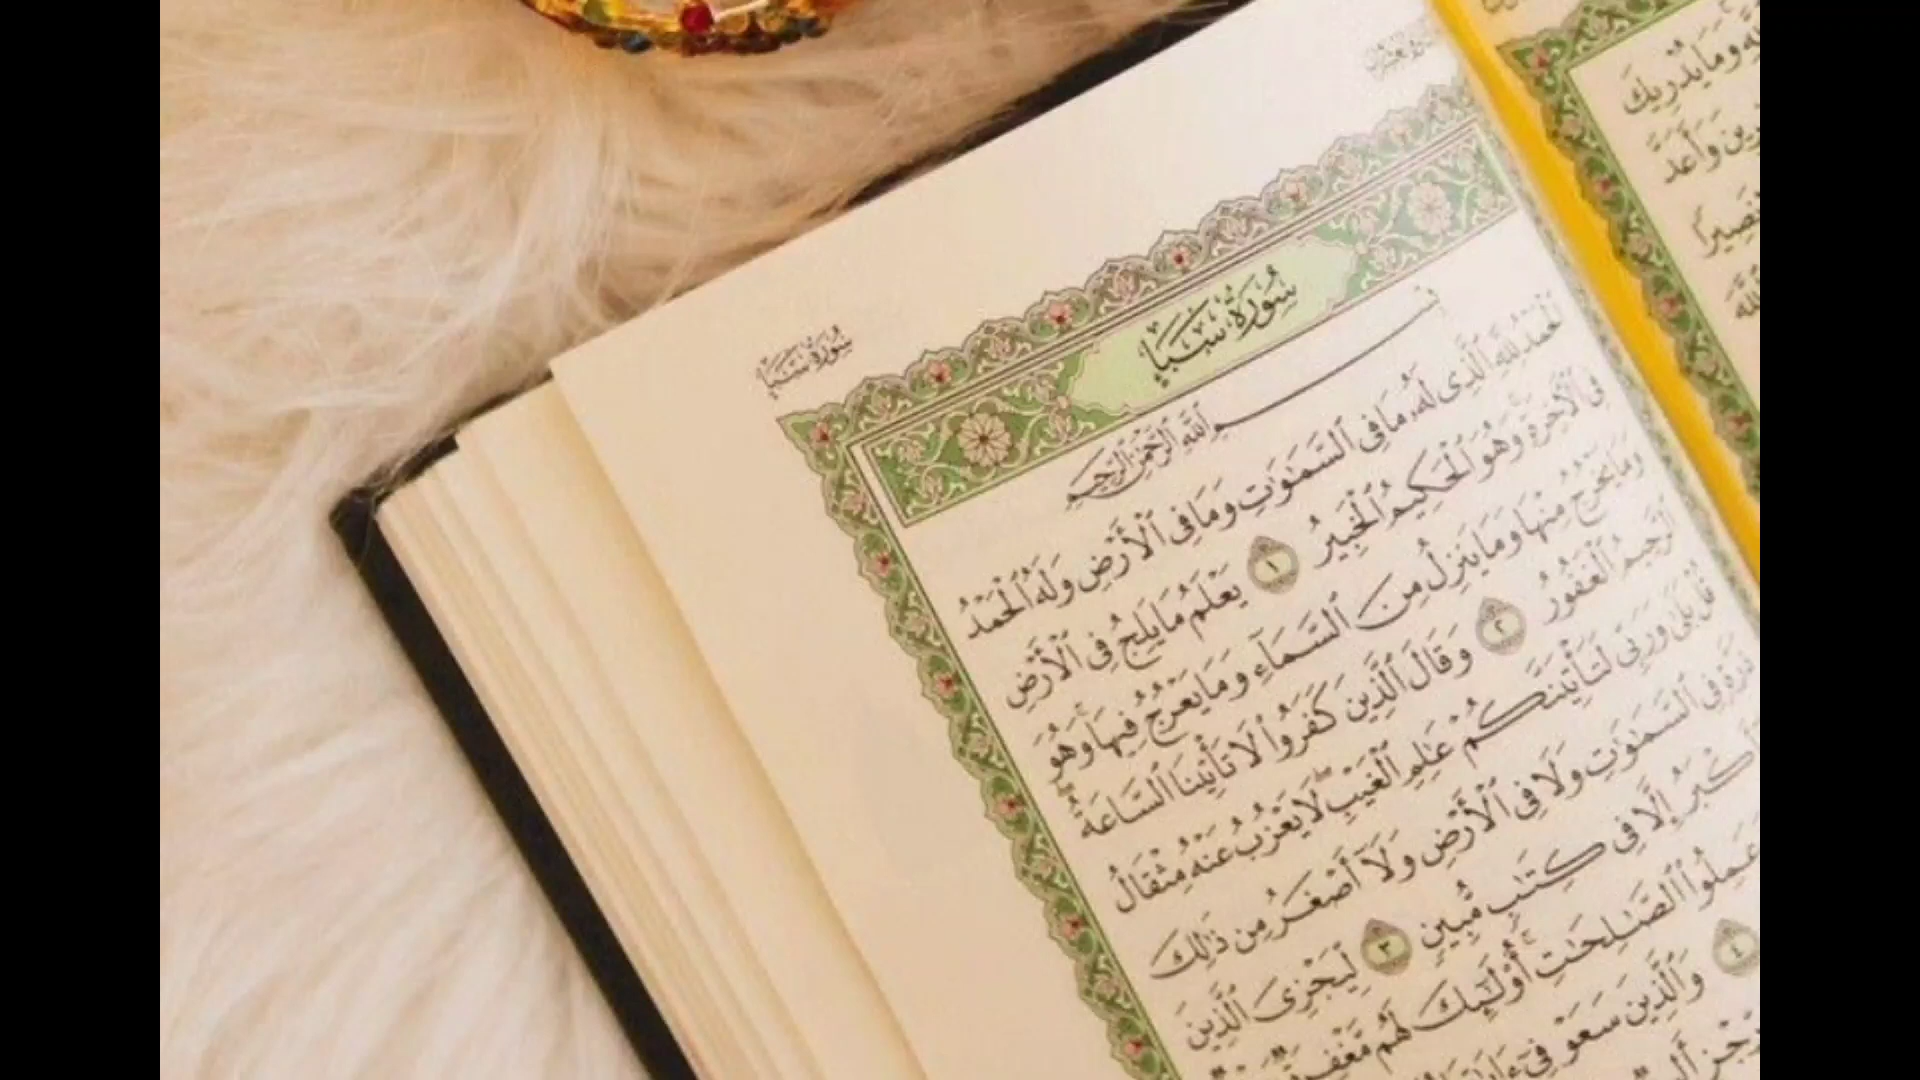 سُورَةُ سَبَإٍ
سُورَةُ سَبَإٍ
بِسْمِ ٱللَّهِ ٱلرَّحْمَٰنِ ٱلرَّحِيمِ
ٱلْحَمْدُ لِلَّهِ ٱلَّذِى لَهُۥ مَا فِى ٱلسَّمَٰوَٰتِ وَمَا فِى ٱلْأَرْضِ وَلَهُ ٱلْحَمْدُ
فِى ٱلْءَاخِرَةِ وَهُوَ ٱلْحَكِيمُ ٱلْخَبِيرُ ١ يَعْلَمُ مَا يَلِجُ فِى ٱلْأَرْضِ
وَمَا يَخْرُجُ مِنْهَا وَمَا يَنزِلُ مِنَ ٱلسَّمَآءِ وَمَا يَعْرُجُ فِيهَا وَهُوَ
ٱلرَّحِيمُ ٱلْغَفُورُ ٢ وَقَالَ ٱلَّذِينَ كَفَرُوا۟ لَا تَأْتِينَا ٱلسَّاعَةُ
قُلْ بَلَىٰ وَرَبِّى لَتَأْتِيَنَّكُمْ عَٰلِمِ ٱلْغَيْبِ لَا يَعْزُبُ عَنْهُ مِثْقَالُ
ذَرَّةٍ فِى ٱلسَّمَٰوَٰتِ وَلَا فِى ٱلْأَرْضِ وَلَآ أَصْغَرُ مِن ذَٰلِكَ
أَكْبَرُ إِلَّا فِى كِتَٰبٍ مُّبِينٍ ٣ لِّيَجْزِىَ ٱلَّذِينَ
عَمِلُوا۟ ٱلصَّٰلِحَٰتِ أُو۟لَٰٓئِكَ لَهُم مَّغْفِرَةٌ
٤ وَٱلَّذِينَ سَعَوْ فِىٓ
وَمَا يُدْرِيكَ
وَأَعَدَّ
نَصِيرًا